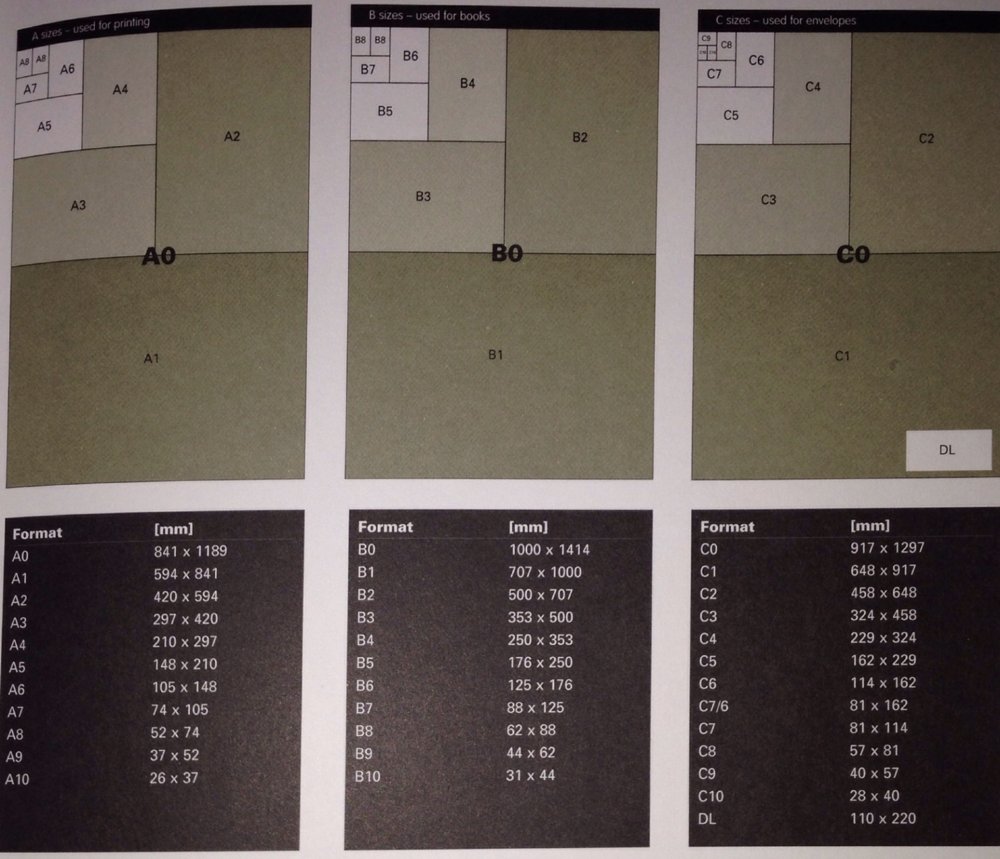 A sizes – used for printing
A8 A8
A6
A7
A4
A5
A2
A3
A0
A1
B sizes – used for books
B8 B8
B6
B7
B4
B5
B2
B3
B0
B1
C sizes – used for envelopes
C9
C8
C10 C10
C6
C7
C4
C5
C2
C3
C0
C1
DL
Format [mm]
A0 841 x 1189
A1 594 x 841
A2 420 x 594
A3 297 x 420
A4 210 x 297
A5 148 x 210
A6 105 x 148
A7 74 x 105
A8 52 x 74
A9 37 x 52
A10 26 x 37
Format [mm]
B0 1000 x 1414
B1 707 x 1000
B2 500 x 707
B3 353 x 500
B4 250 x 353
B5 176 x 250
B6 125 x 176
B7 88 x 125
B8 62 x 88
B9 44 x 62
B10 31 x 44
Format [mm]
C0 917 x 1297
C1 648 x 917
C2 458 x 648
C3 324 x 458
C4 229 x 324
C5 162 x 229
C6 114 x 162
C7/6 81 x 162
C7 81 x 114
C8 57 x 81
C9 40 x 57
C10 28 x 40
DL 110 x 220